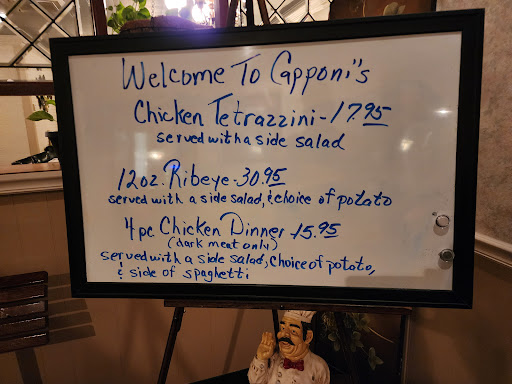 Welcome To Capponi's
Chicken Tetrazzini-17.95
served with a side salad
12oz. Ribeye-30.95
served with a side salad, & choice of potato
4 pc Chicken Dinner-15.95
(dark meat only)
served with a side salad, choice of potato,
& side of spaghetti